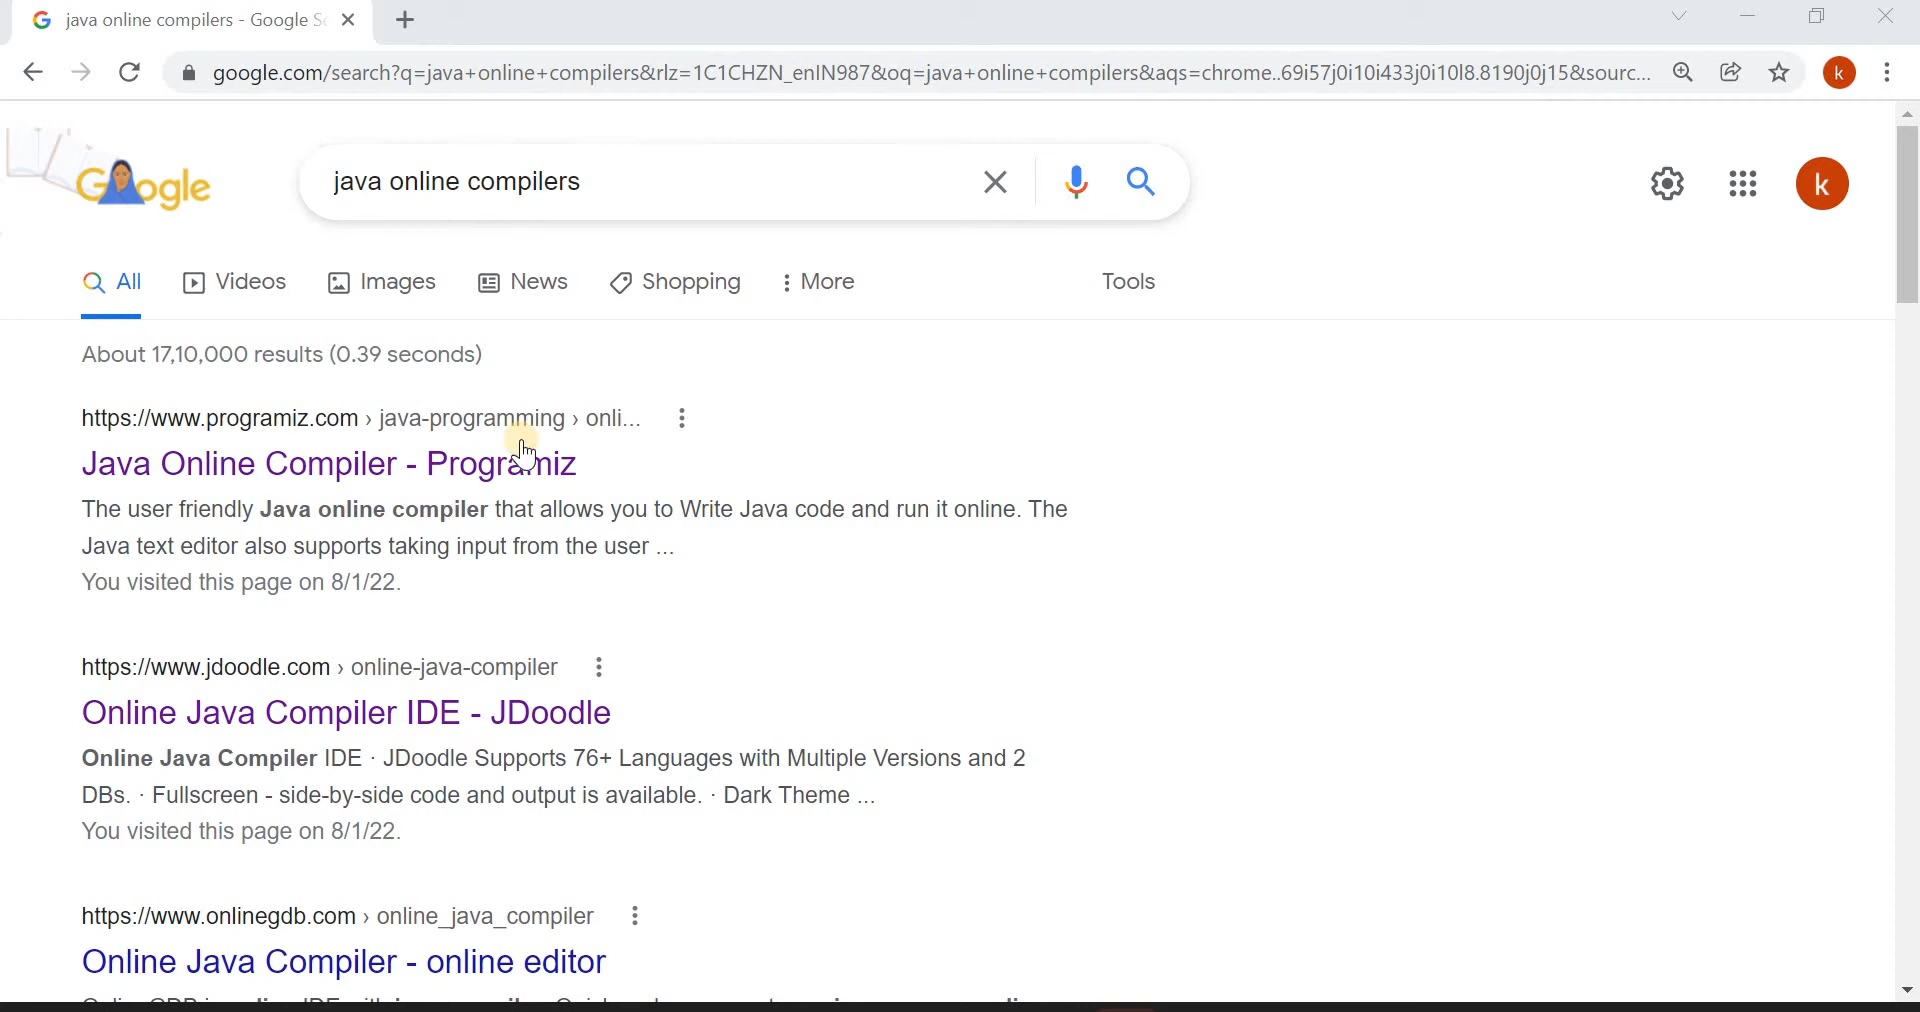 java online compilers - Google S
google.com/search?q=java+online+compilers&rlz=1C1CHZN_enIN987&oq=java+online+compilers&aqs=chrome..69i57j0i10i433j0i10l8.8190j0j15&sourc...
k
Google
java online compilers
k
All
Videos
Images
News
Shopping
More
Tools
About 17,10,000 results (0.39 seconds)
https://www.programiz.com › java-programming › onli...
Java Online Compiler - Programiz
The user friendly Java online compiler that allows you to Write Java code and run it online. The
Java text editor also supports taking input from the user ...
You visited this page on 8/1/22.
https://www.jdoodle.com › online-java-compiler
Online Java Compiler IDE - JDoodle
Online Java Compiler IDE · JDoodle Supports 76+ Languages with Multiple Versions and 2
DBs. · Fullscreen - side-by-side code and output is available. · Dark Theme ...
You visited this page on 8/1/22.
https://www.onlinegdb.com › online_java_compiler
Online Java Compiler - online editor